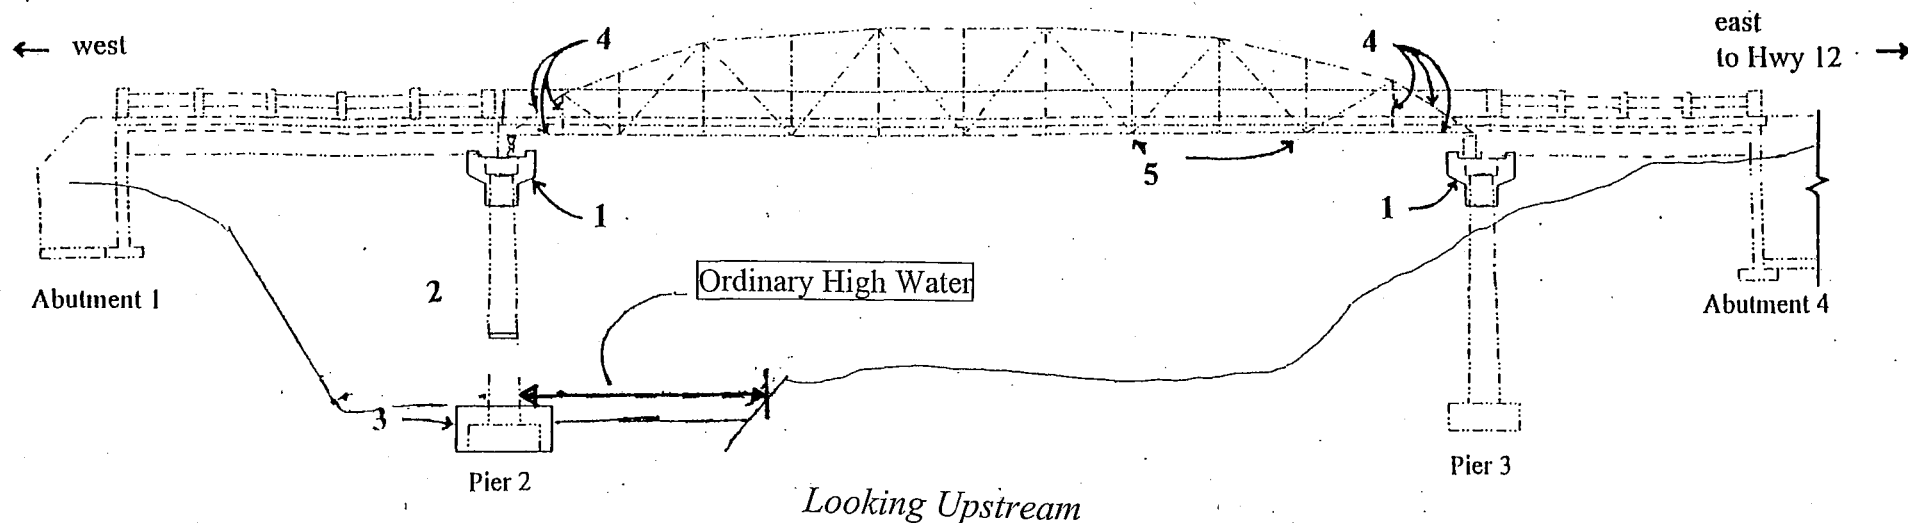 ← west
4
4
east
to Hwy 12 →
5
1
1
Abutment 1
2
Ordinary High Water
Abutment 4
3
Pier 2
Pier 3
Looking Upstream